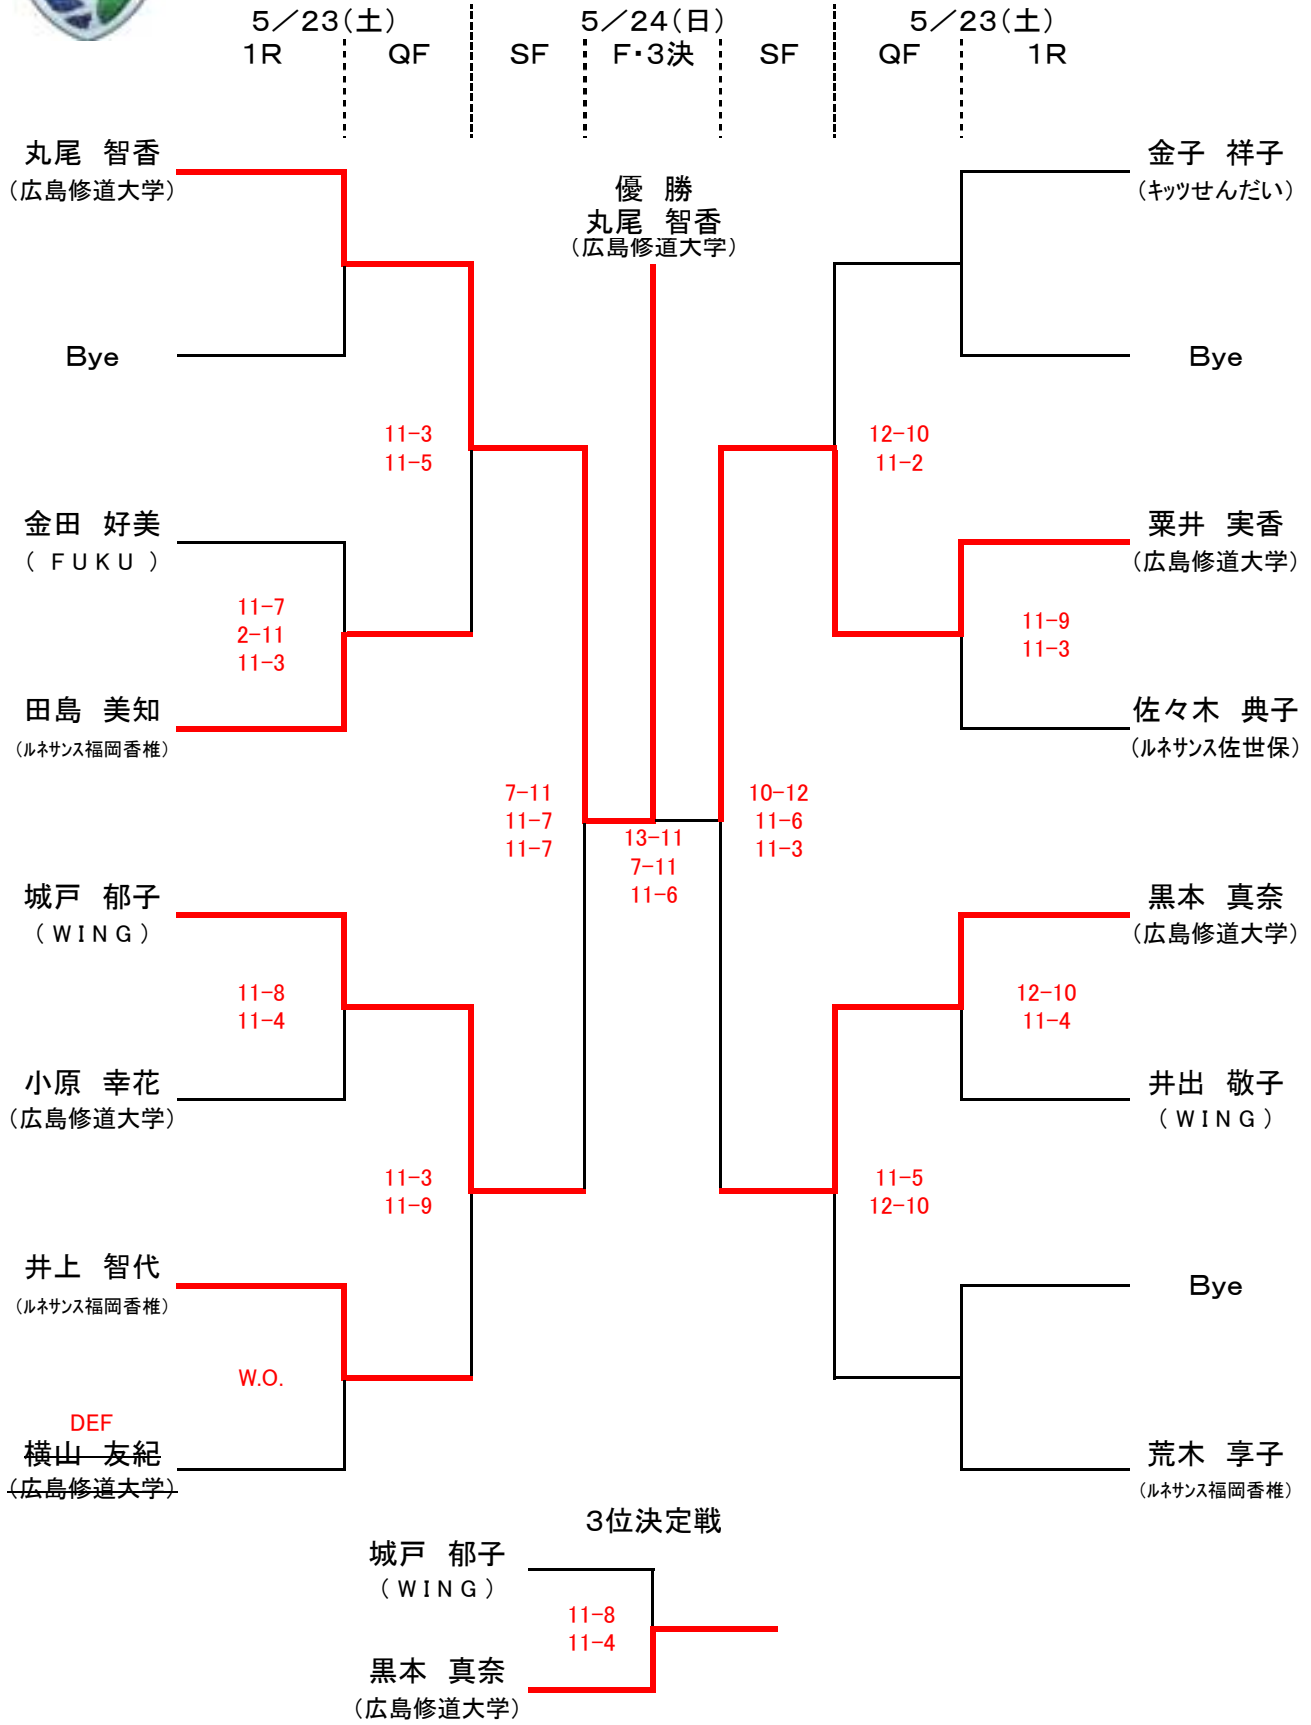 5／23（土）　5／24（日）　5／23（土）
1R　QF　SF　F・3決　SF　QF　1R
丸尾　智香
（広島修道大学）
Bye
11-3
11-5
金田　好美
（ＦＵＫＵ）
11-7
2-11
11-3
田島　美知
（ルネサンス福岡香椎）
7-11
11-7
11-7
城戸　郁子
（ＷＩＮＧ）
11-8
11-4
小原　幸花
（広島修道大学）
11-3
11-9
井上　智代
（ルネサンス福岡香椎）
W.O.
DEF
横山　友紀
（広島修道大学）
優　勝
丸尾　智香
（広島修道大学）
13-11
7-11
11-6
金子　祥子
（キッツせんだい）
Bye
12-10
11-2
粟井　実香
（広島修道大学）
11-9
11-3
佐々木　典子
（ルネサンス佐世保）
10-12
11-6
11-3
黒本　真奈
（広島修道大学）
12-10
11-4
井出　敬子
（ＷＩＮＧ）
11-5
12-10
Bye
荒木　享子
（ルネサンス福岡香椎）
3位決定戦
城戸　郁子
（ＷＩＮＧ）
11-8
11-4
黒本　真奈
（広島修道大学）